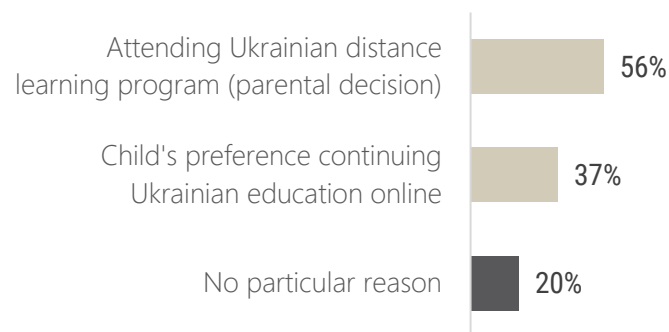 Attending Ukrainian distance
learning program (parental decision)
56%
Child's preference continuing
Ukrainian education online
37%
No particular reason
20%